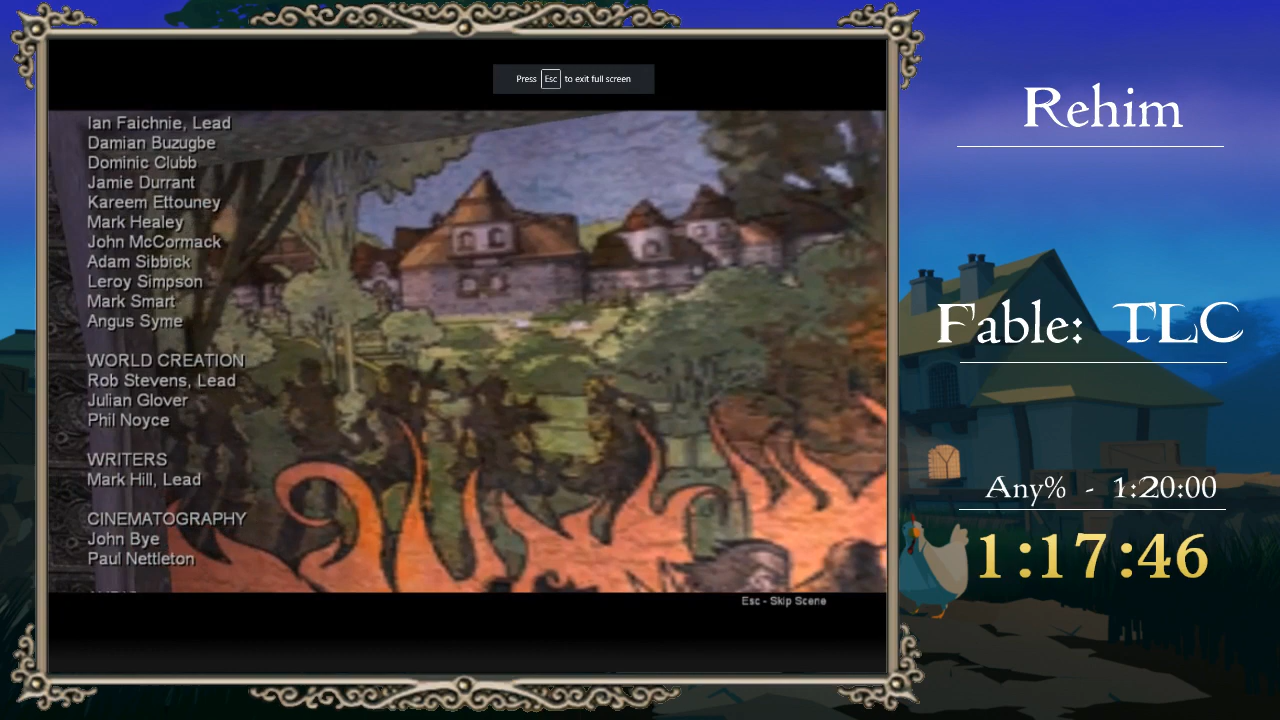 Press Esc to exit full screen
Ian Faichnie, Lead
Damian Buzugbe
Dominic Clubb
Jamie Durrant
Kareem Ettouney
Mark Healey
John McCormack
Adam Sibbick
Leroy Simpson
Mark Smart
Angus Syme
WORLD CREATION
Rob Stevens, Lead
Julian Glover
Phil Noyce
WRITERS
Mark Hill, Lead
CINEMATOGRAPHY
John Bye
Paul Nettleton
Esc - Skip Scene
Rehim
Fable: TLC
Any% - 1:20:00
1:17:46